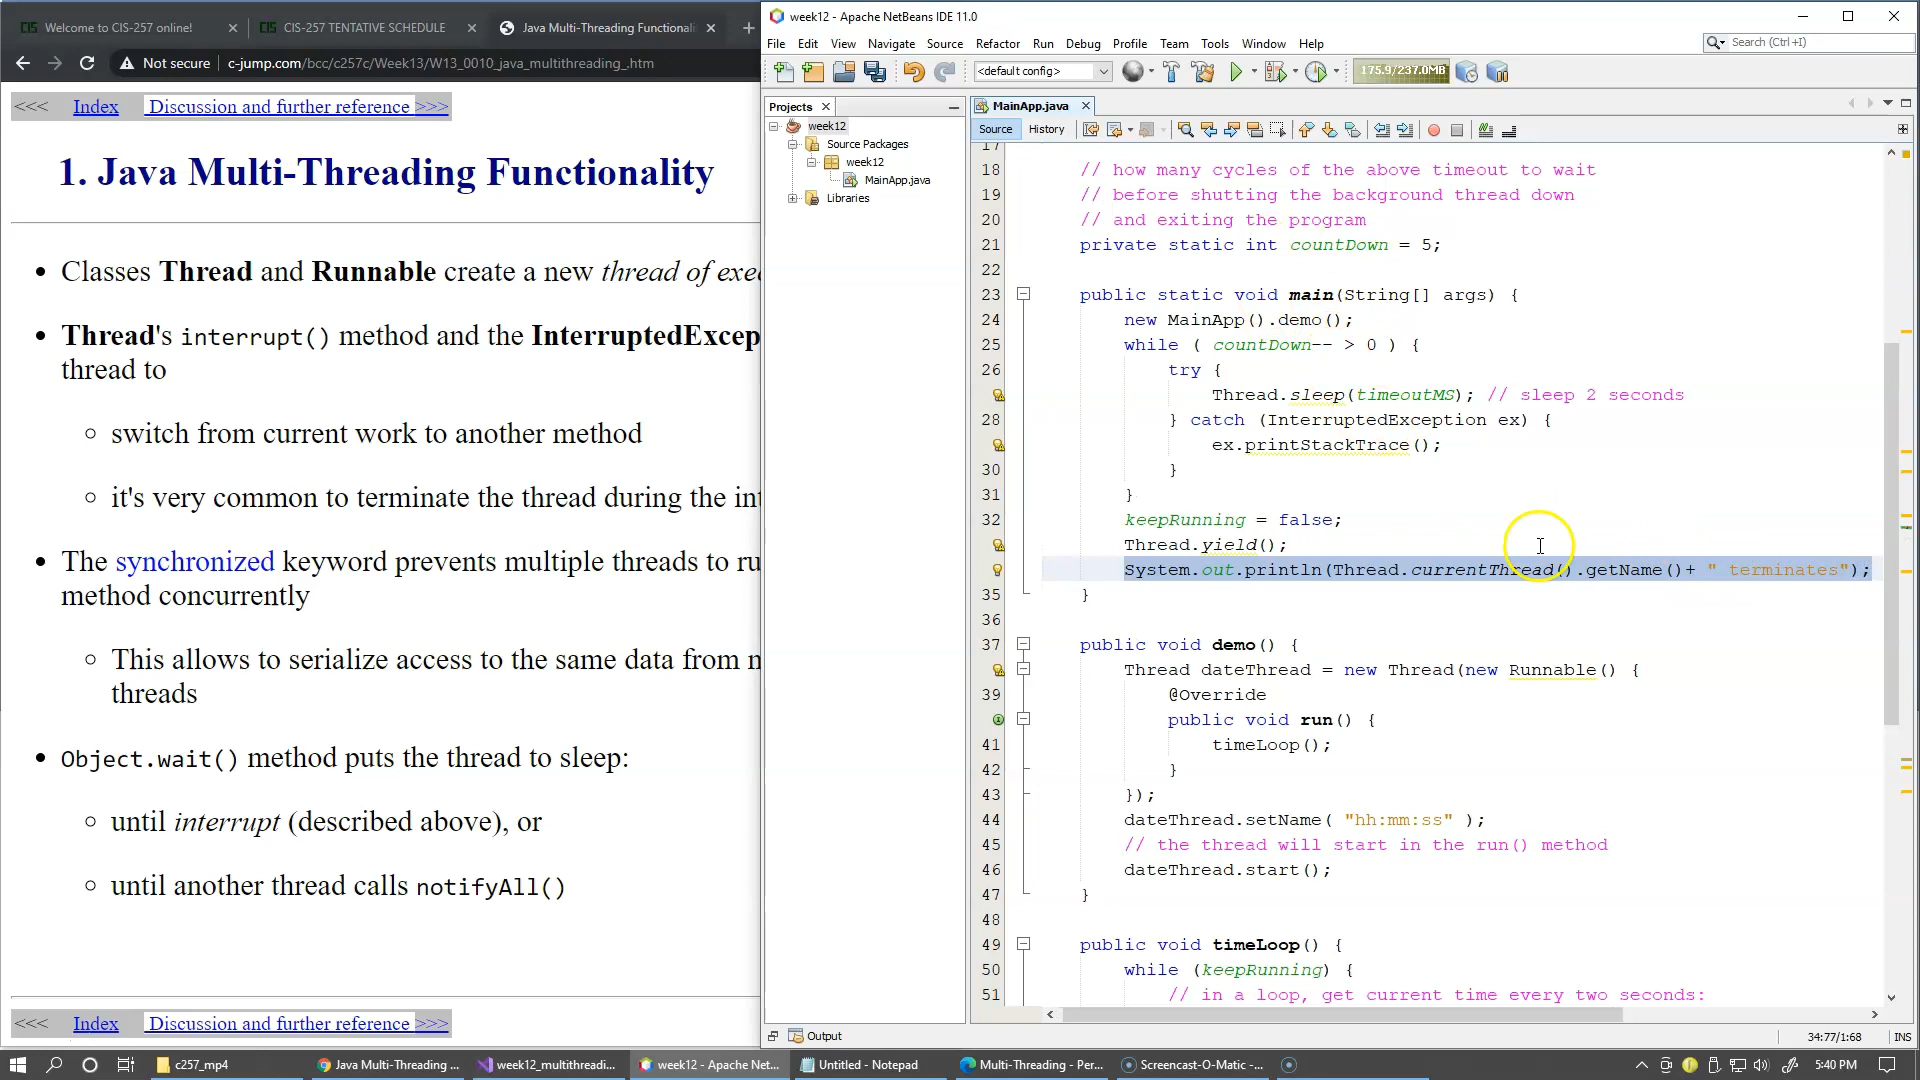 Welcome to CIS-257 online!
CIS-257 TENTATIVE SCHEDULE
Java Multi-Threading Functionali
Not secure
c-jump.com/bcc/c257c/Week13/W13_0010_java_multithreading_.htm
<<< Index Discussion and further reference >>>
1. Java Multi-Threading Functionality
Classes Thread and Runnable create a new thread of exec
Thread's interrupt() method and the InterruptedExcep
thread to
switch from current work to another method
it's very common to terminate the thread during the int
The synchronized keyword prevents multiple threads to ru
method concurrently
This allows to serialize access to the same data from m
threads
Object.wait() method puts the thread to sleep:
until interrupt (described above), or
until another thread calls notifyAll()
<<< Index Discussion and further reference >>>
week12 - Apache NetBeans IDE 11.0
File Edit View Navigate Source Refactor Run Debug Profile Team Tools Window Help
Search (Ctrl+I)
<default config>
175.9/237.0MB
Projects
week12
Source Packages
week12
MainApp.java
Libraries
MainApp.java
Source History
17
18 // how many cycles of the above timeout to wait
19 // before shutting the background thread down
20 // and exiting the program
21 private static int countDown = 5;
22
23 public static void main(String[] args) {
24 new MainApp().demo();
25 while ( countDown-- > 0 ) {
26 try {
Thread.sleep(timeoutMS); // sleep 2 seconds
28 } catch (InterruptedException ex) {
ex.printStackTrace();
30 }
31 }
32 keepRunning = false;
Thread.yield();
System.out.println(Thread.currentThread().getName()+ " terminates");
35 }
36
37 public void demo() {
Thread dateThread = new Thread(new Runnable() {
39 @Override
public void run() {
41 timeLoop();
42 }
43 });
44 dateThread.setName( "hh:mm:ss" );
45 // the thread will start in the run() method
46 dateThread.start();
47 }
48
49 public void timeLoop() {
50 while (keepRunning) {
51 // in a loop, get current time every two seconds:
Output
34:77/1:68 INS
c257_mp4
Java Multi-Threading ...
week12_multithreadi...
week12 - Apache Net...
Untitled - Notepad
Multi-Threading - Per...
Screencast-O-Matic -...
5:40 PM